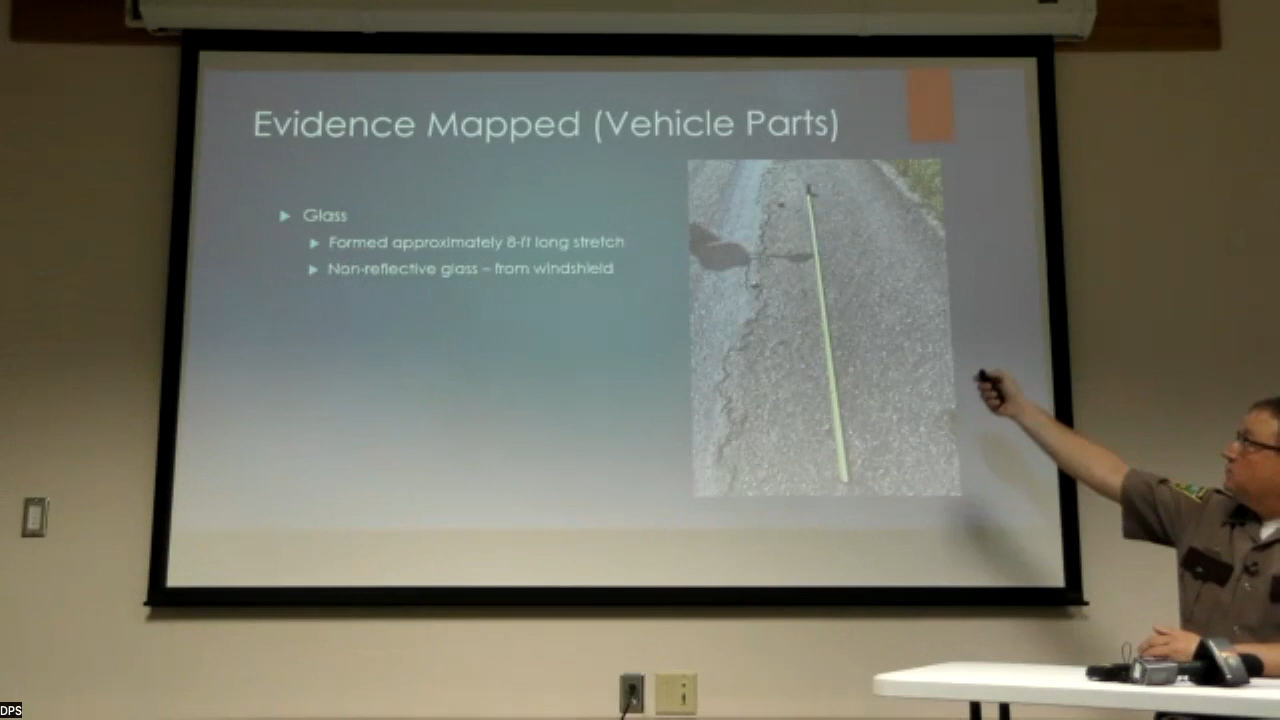 Evidence Mapped (Vehicle Parts)
Glass
Formed approximately 8-ft long stretch
Non-reflective glass – from windshield
DPS